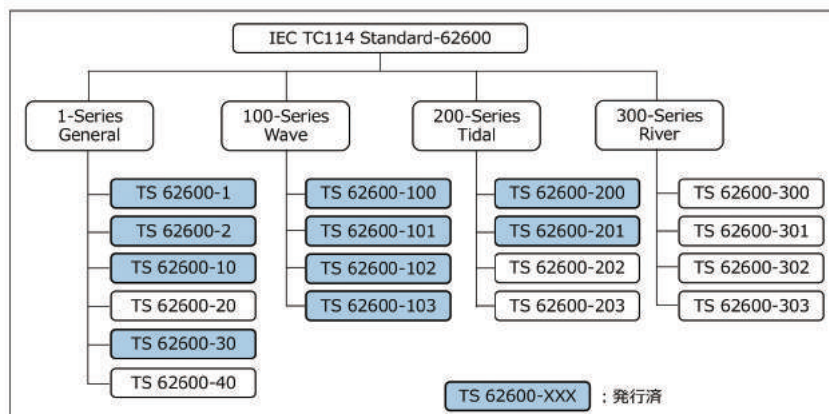 IEC TC114 Standard-62600
1-Series
General
100-Series
Wave
200-Series
Tidal
300-Series
River
TS 62600-1
TS 62600-2
TS 62600-10
TS 62600-20
TS 62600-30
TS 62600-40
TS 62600-100
TS 62600-101
TS 62600-102
TS 62600-103
TS 62600-200
TS 62600-201
TS 62600-202
TS 62600-203
TS 62600-300
TS 62600-301
TS 62600-302
TS 62600-303
TS 62600-XXX ：発行済